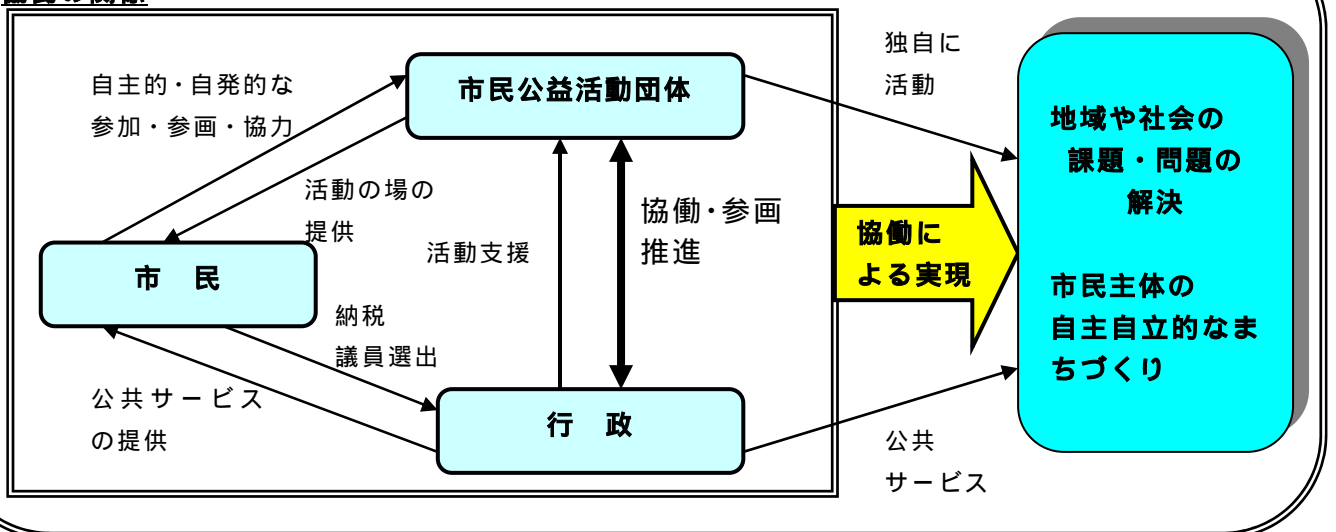 独自に
活動
市民公益活動団体
自主的・自発的な
参加・参画・協力
地域や社会の
課題・問題の
解決
活動の場の
提供
協働・参画
推進
活動支援
協働に
よる実現
市　民
市民主体の
自主自立的なま
ちづくり
納税
議員選出
公共サービス
の提供
行　政
公共
サービス